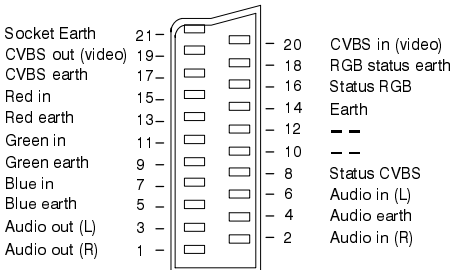 Socket Earth 21
CVBS out (video) 19
CVBS earth 17
Red in 15
Red earth 13
Green in 11
Green earth 9
Blue in 7
Blue earth 5
Audio out (L) 3
Audio out (R) 1
20 CVBS in (video)
18 RGB status earth
16 Status RGB
14 Earth
12 – –
10 – –
8 Status CVBS
6 Audio in (L)
4 Audio earth
2 Audio in (R)